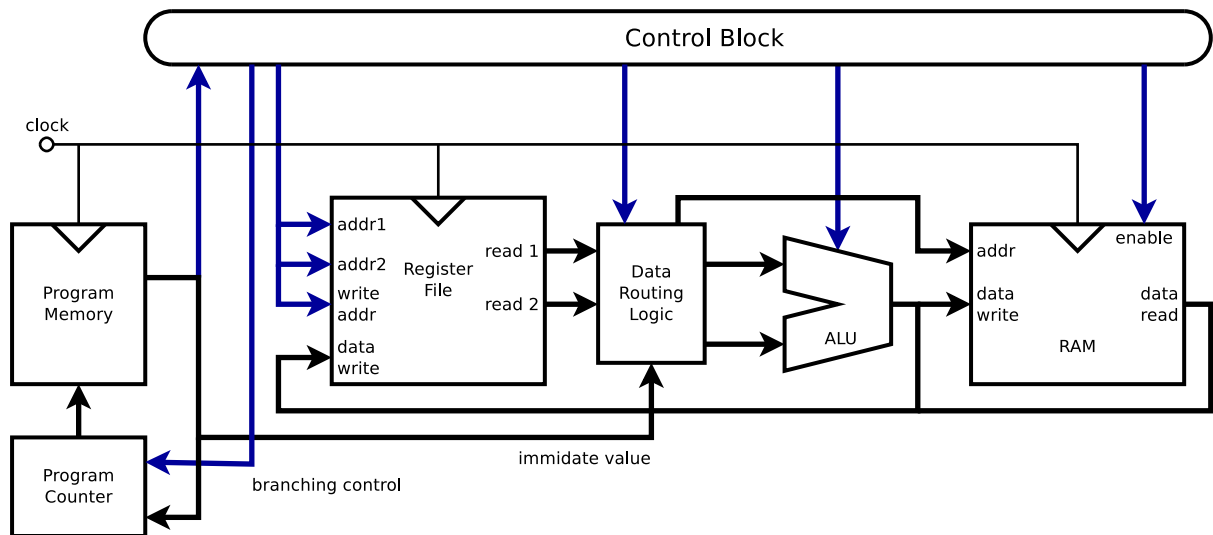 Control Block
clock
addr1
addr2
write
addr
data
write
read 1
read 2
Register
File
Program
Memory
Data
Routing
Logic
ALU
addr
data
write
enable
data
read
RAM
Program
Counter
immidate value
branching control